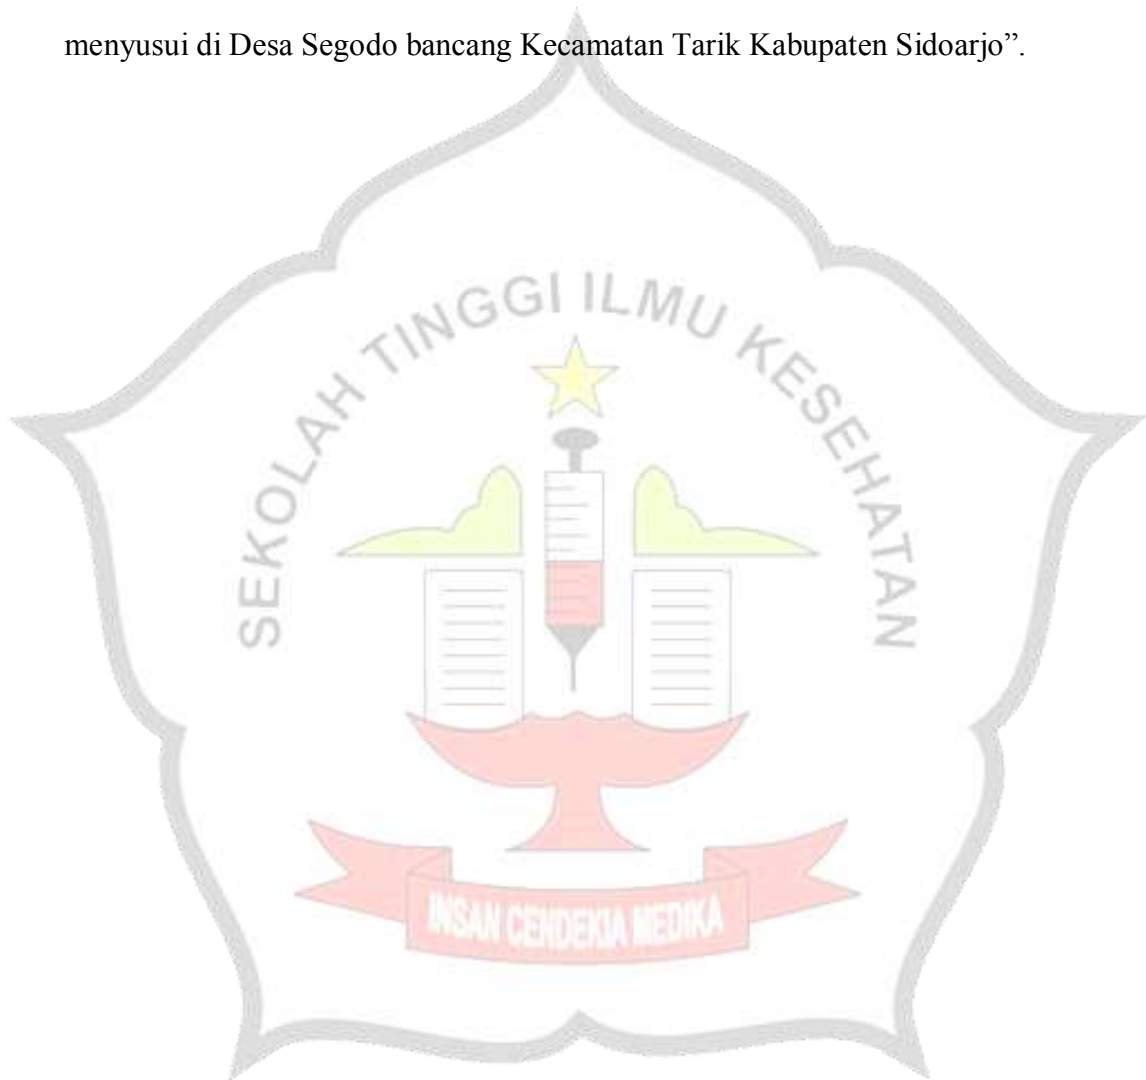 menyusui di Desa Segodo bancang Kecamatan Tarik Kabupaten Sidoarjo”.
SEKOLAH TINGGI ILMU KESEHATAN
INSAN CENDEKIA MEDIKA